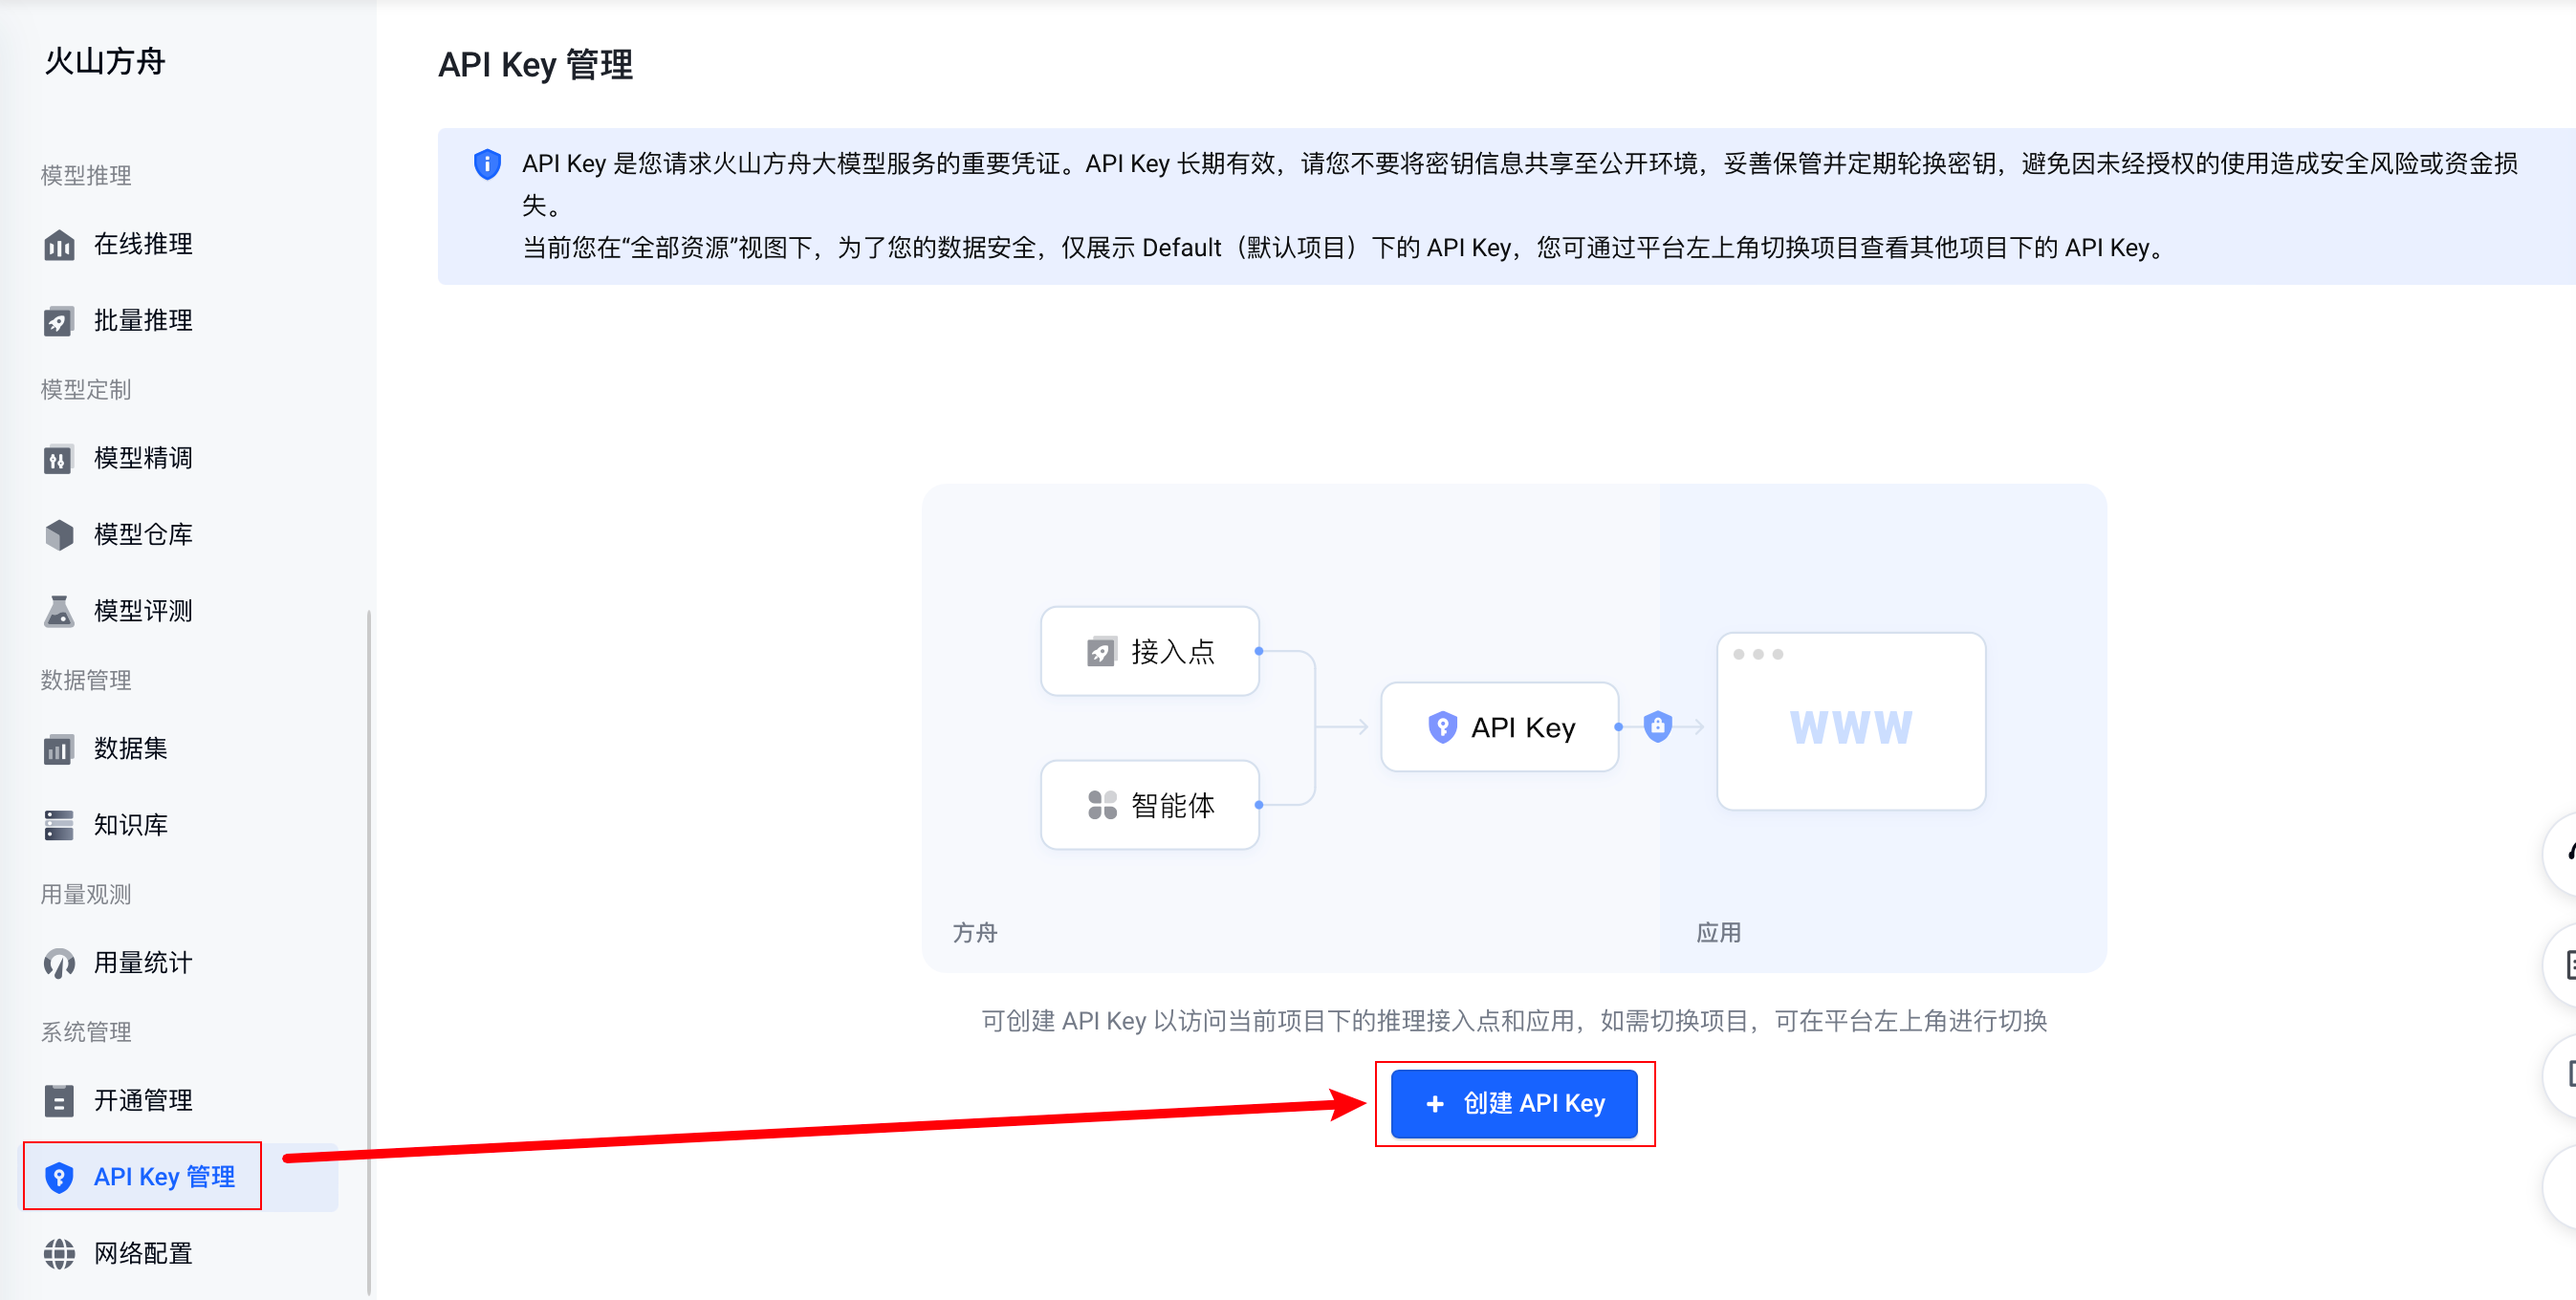 火山方舟
模型推理
在线推理
批量推理
模型定制
模型精调
模型仓库
模型评测
数据管理
数据集
知识库
用量观测
用量统计
系统管理
开通管理
API Key 管理
网络配置
API Key 管理
API Key 是您请求火山方舟大模型服务的重要凭证。API Key 长期有效，请您不要将密钥信息共享至公开环境，妥善保管并定期轮换密钥，避免因未经授权的使用造成安全风险或资金损
失。
当前您在“全部资源”视图下，为了您的数据安全，仅展示 Default（默认项目）下的 API Key，您可通过平台左上角切换项目查看其他项目下的 API Key。
接入点
智能体
API Key
WWW
方舟
应用
可创建 API Key 以访问当前项目下的推理接入点和应用，如需切换项目，可在平台左上角进行切换
+ 创建 API Key